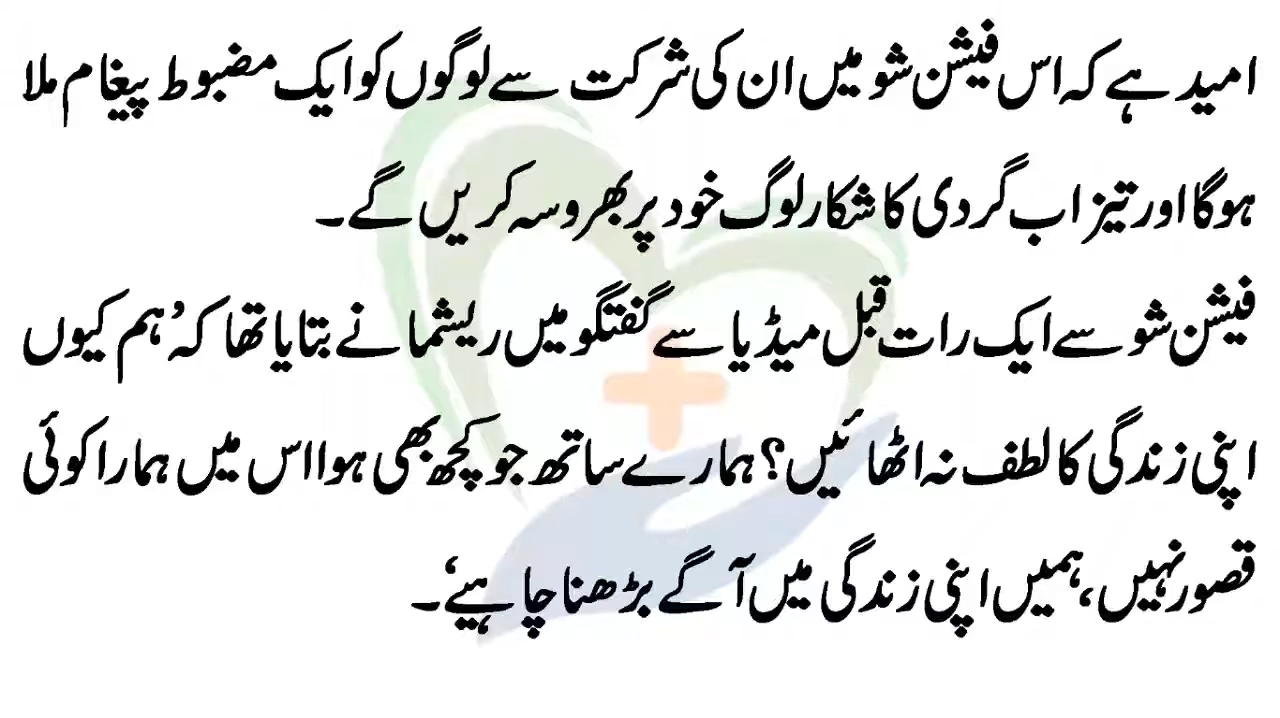 امید ہے کہ اس فیشن شو میں ان کی شرکت سے لوگوں کو ایک مضبوط پیغام ملا
ہوگا اور تیزاب گردی کا شکار لوگ خود پر بھروسہ کریں گے۔
فیشن شو سے ایک رات قبل میڈیا سے گفتگو میں ریشما نے بتایا تھا کہ ’ہم کیوں
اپنی زندگی کا لطف نہ اٹھائیں؟ ہمارے ساتھ جو کچھ بھی ہوا اس میں ہمارا کوئی
قصور نہیں، ہمیں اپنی زندگی میں آگے بڑھنا چاہیے‘۔